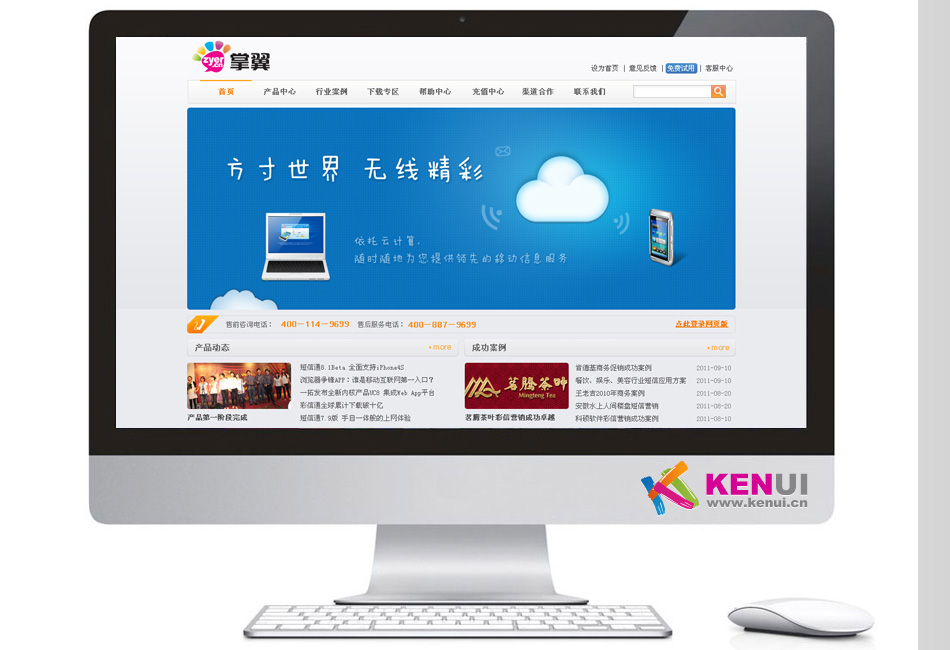 zyer.cn 掌翼
设为首页 | 意见反馈 | 免费试用 | 客服中心
首页 产品中心 行业案例 下载专区 帮助中心 充值中心 渠道合作 联系我们
方寸世界 无线精彩
依托云计算,
随时随地为您提供领先的移动信息服务
售前咨询电话: 400-114-9699 售后服务电话: 400-887-9699 点此登录网页版
产品动态 more
短信通8.1Beta 全面支持iPhone4S
浏览器争锋APP:谁是移动互联网第一入口?
一拓发布全新内核产品UCS 集成Web App平台
彩信通全球累计下载破十亿
短信通7.9版 手目一体般的上网体验
产品第一阶段完成
成功案例 more
茗腾茶师
Mingteng Tea
茗爵茶叶彩信营销成功卓越
肯德基商务促销成功案例 2011-09-10
餐饮、娱乐、美容行业短信应用方案 2011-09-10
王老吉2010年商务案例 2011-08-20
安徽水上人间楼盘短信营销 2011-08-20
科颐软件彩信营销成功案例 2011-08-10
KENUI
www.kenui.cn